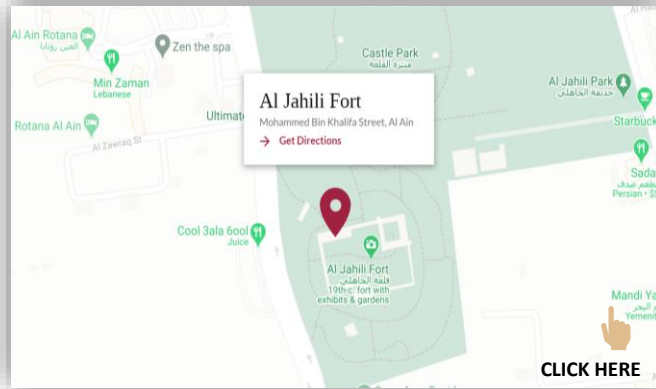 Al Ain Rotana
العين روتانا
Zen the spa
Min Zaman
Lebanese
Castle Park
منتزه القلعة
Al Jahili Park
حديقة الجاهلي
Al Jahili Fort
Mohammed Bin Khalifa Street, Al Ain
→ Get Directions
Rotana Al Ain
Ultimat
Starbuck
Al Zawraq St
Sada
Persian • $$
Cool 3ala 6ool
Juice
Al Jahili Fort
قلعة الجاهلي
19th-c. fort with
exhibits & gardens
Mandi Ya
البحر
Yemeni
CLICK HERE